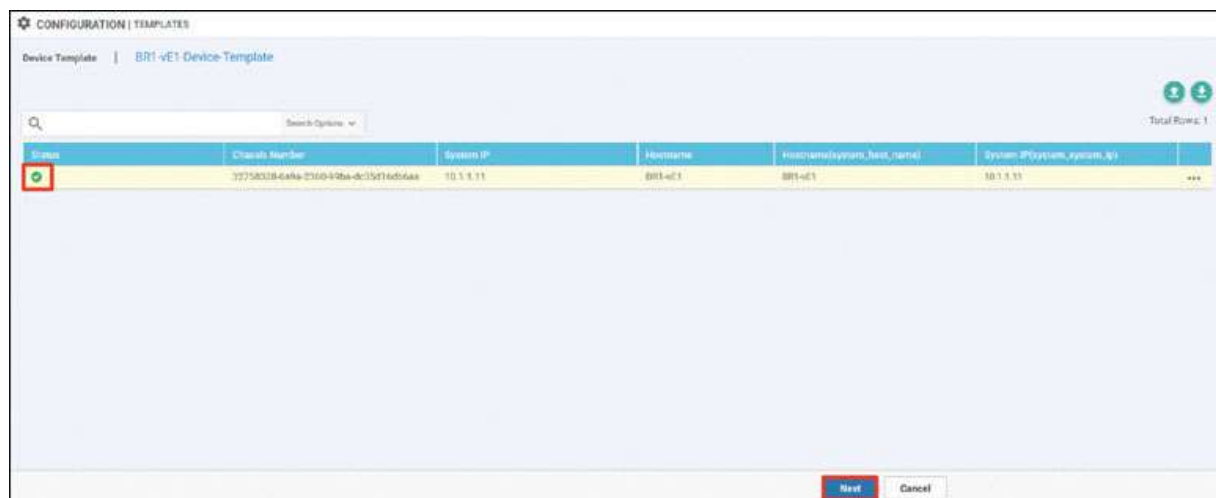 CONFIGURATION | TEMPLATES
Device Template | BR1-vE1-Device-Template
Search Options
Total Rows: 1
Status Chassis Number System IP Hostname Hostname(system_host_name) System IP(system_system_ip)
10.1.1.11 BR1-vE1 BR1-vE1 10.1.1.11 •••
Next Cancel